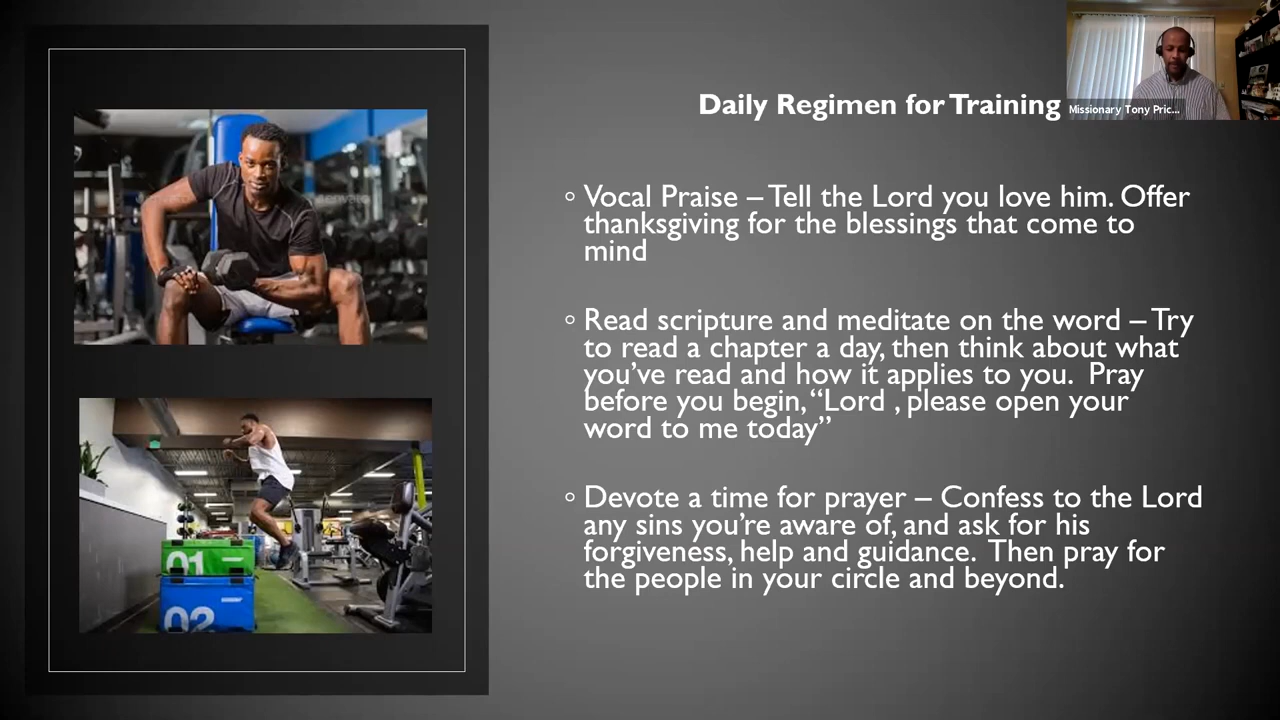 Daily Regimen for Training
Missionary Tony Pric...
◦ Vocal Praise – Tell the Lord you love him. Offer
thanksgiving for the blessings that come to
mind
◦ Read scripture and meditate on the word – Try
to read a chapter a day, then think about what
you’ve read and how it applies to you.  Pray
before you begin, “Lord , please open your
word to me today”
◦ Devote a time for prayer – Confess to the Lord
any sins you’re aware of, and ask for his
forgiveness, help and guidance.  Then pray for
the people in your circle and beyond.
01
02